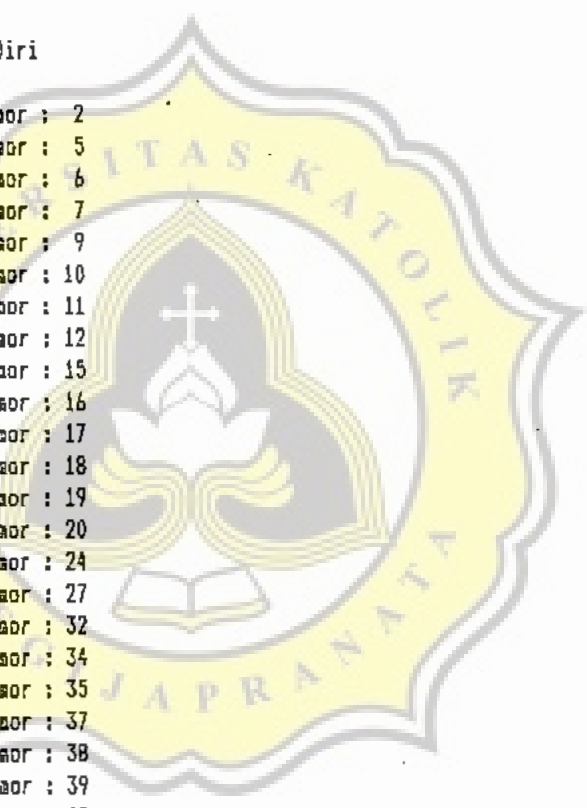 Diri
mor : 2
mor : 5
mor : 6
mor : 7
mor : 9
mor : 10
mor : 11
mor : 12
mor : 15
mor : 16
mor : 17
mor : 18
mor : 19
mor : 20
mor : 24
mor : 27
mor : 32
mor : 34
mor : 35
mor : 37
mor : 38
mor : 39
ERSITAS KATOLIK
GIJAPRANATA